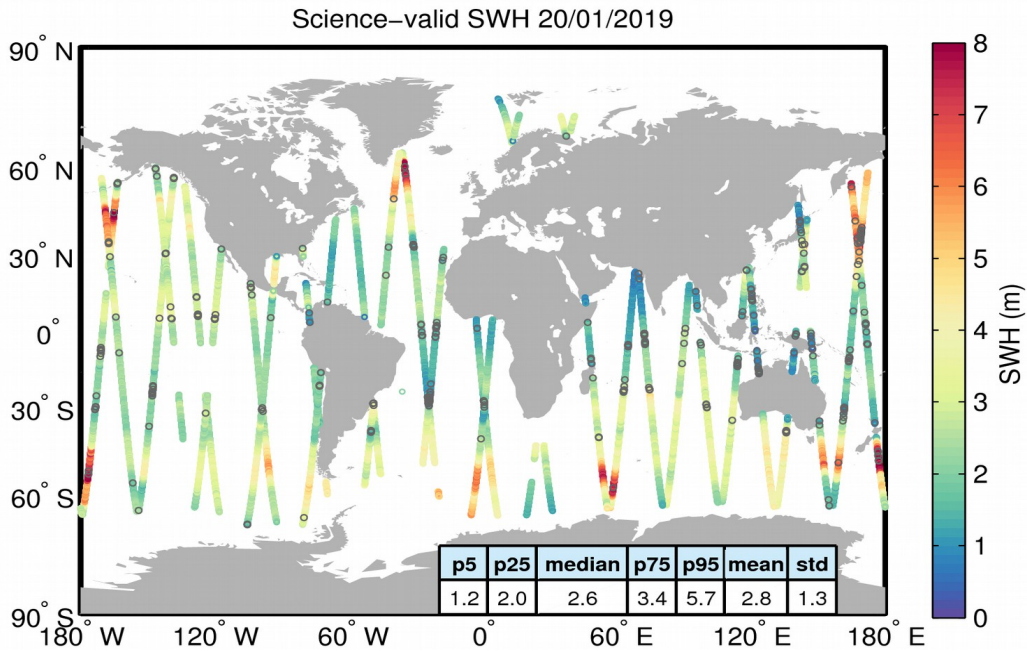 Science−valid SWH 20/01/2019
90° N
60° N
30° N
0°
30° S
60° S
90° S
180° W
120° W
60° W
0°
60° E
120° E
180° E
p5 p25 median p75 p95 mean std
1.2 2.0 2.6 3.4 5.7 2.8 1.3
8
7
6
5
4
3
2
1
0
SWH (m)